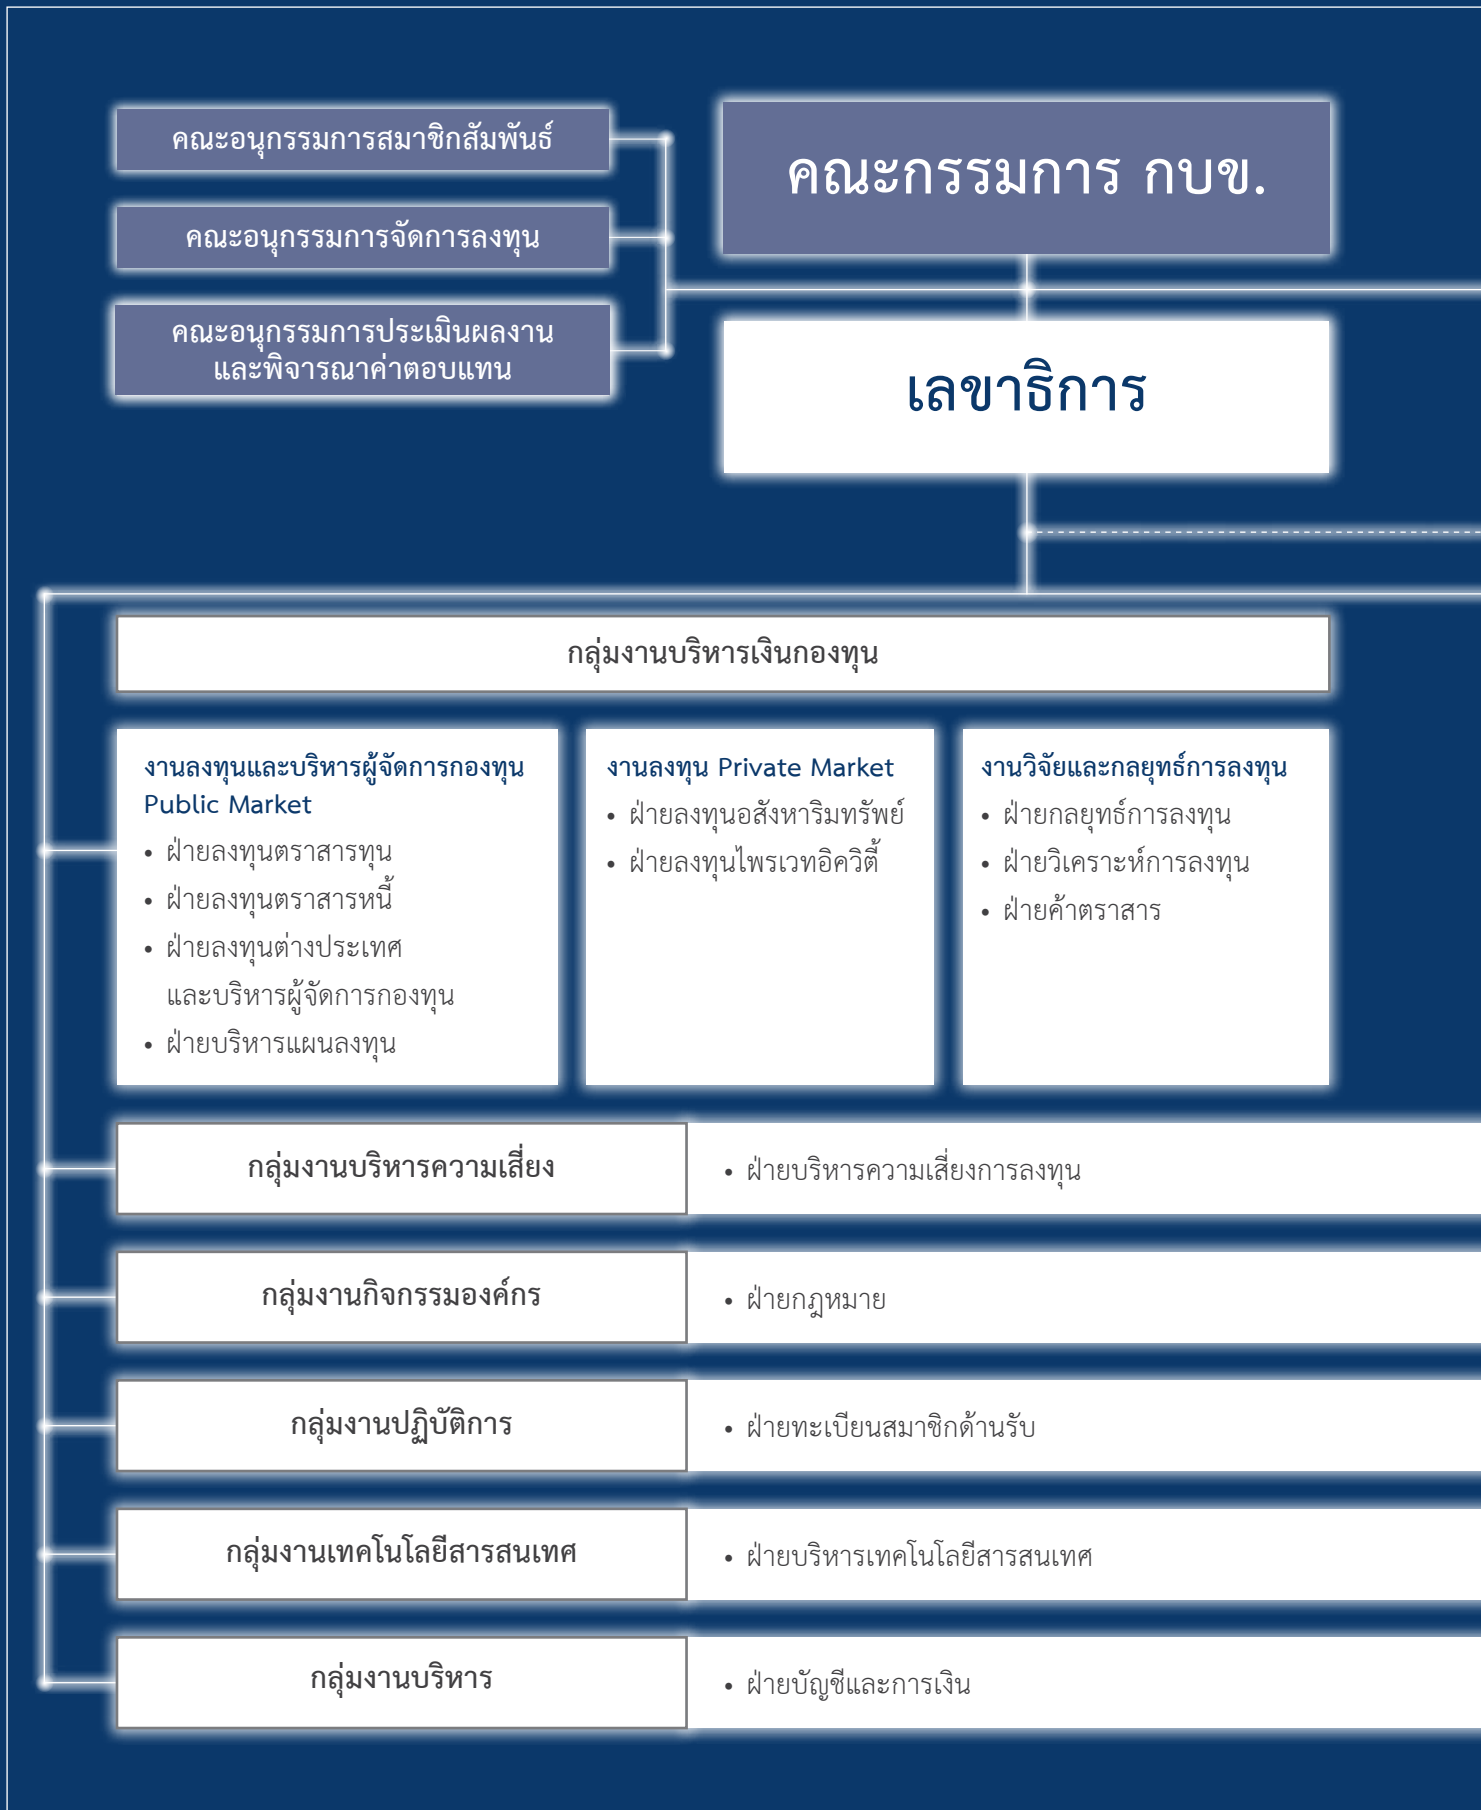 คณะอนุกรรมการสมาชิกสัมพันธ์
คณะอนุกรรมการจัดการลงทุน
คณะอนุกรรมการประเมินผลงาน
และพิจารณาค่าตอบแทน
คณะกรรมการ กบข.
เลขาธิการ
กลุ่มงานบริหารเงินกองทุน
งานลงทุนและบริหารผู้จัดการกองทุน
Public Market
• ฝ่ายลงทุนตราสารทุน
• ฝ่ายลงทุนตราสารหนี้
• ฝ่ายลงทุนต่างประเทศ
และบริหารผู้จัดการกองทุน
• ฝ่ายบริหารแผนลงทุน
งานลงทุน Private Market
• ฝ่ายลงทุนอสังหาริมทรัพย์
• ฝ่ายลงทุนไพรเวทอิควิตี้
งานวิจัยและกลยุทธ์การลงทุน
• ฝ่ายกลยุทธ์การลงทุน
• ฝ่ายวิเคราะห์การลงทุน
• ฝ่ายค้าตราสาร
กลุ่มงานบริหารความเสี่ยง
• ฝ่ายบริหารความเสี่ยงการลงทุน
กลุ่มงานกิจกรรมองค์กร
• ฝ่ายกฎหมาย
กลุ่มงานปฏิบัติการ
• ฝ่ายทะเบียนสมาชิกด้านรับ
กลุ่มงานเทคโนโลยีสารสนเทศ
• ฝ่ายบริหารเทคโนโลยีสารสนเทศ
กลุ่มงานบริหาร
• ฝ่ายบัญชีและการเงิน